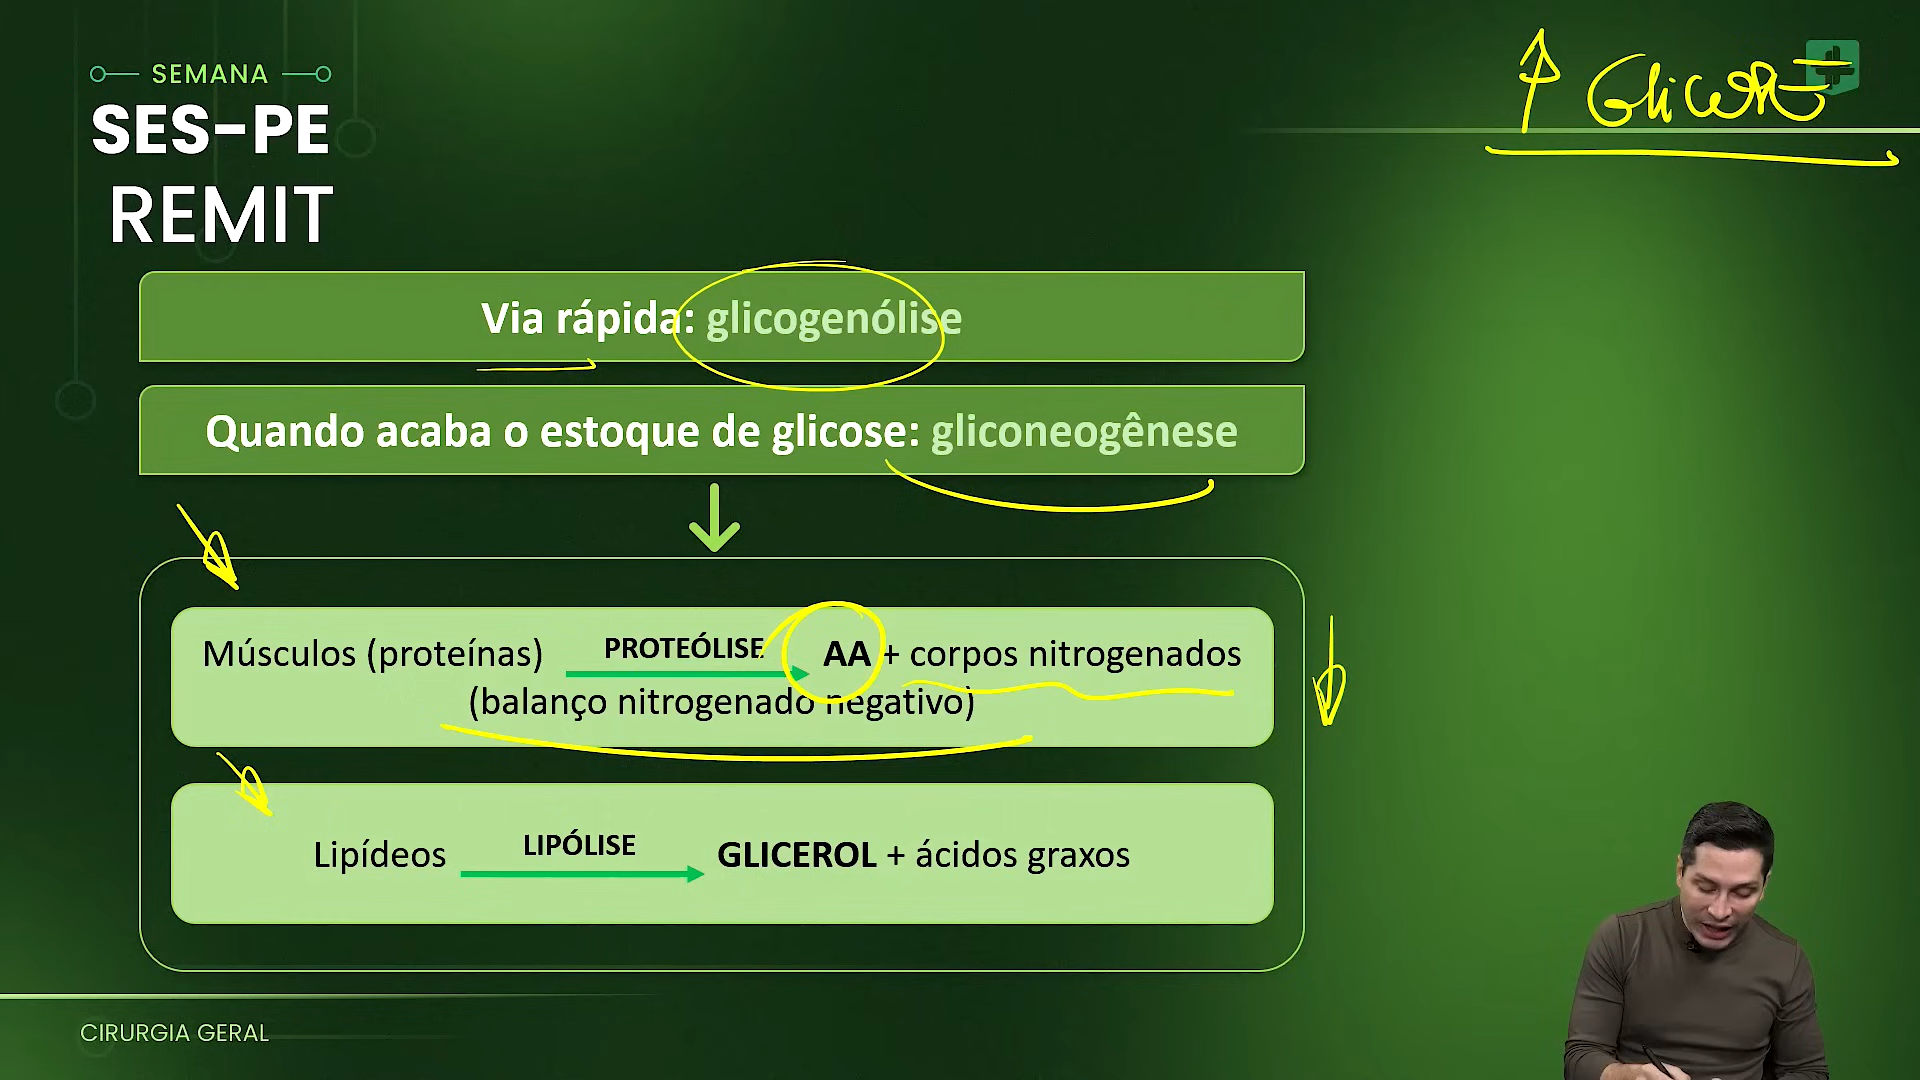 SEMANA
SES-PE
REMIT
↑ Glicose
Via rápida: glicogenólise
Quando acaba o estoque de glicose: gliconeogênese
Músculos (proteínas) PROTEÓLISE AA + corpos nitrogenados
(balanço nitrogenado negativo)
Lipídeos LIPÓLISE GLICEROL + ácidos graxos
CIRURGIA GERAL